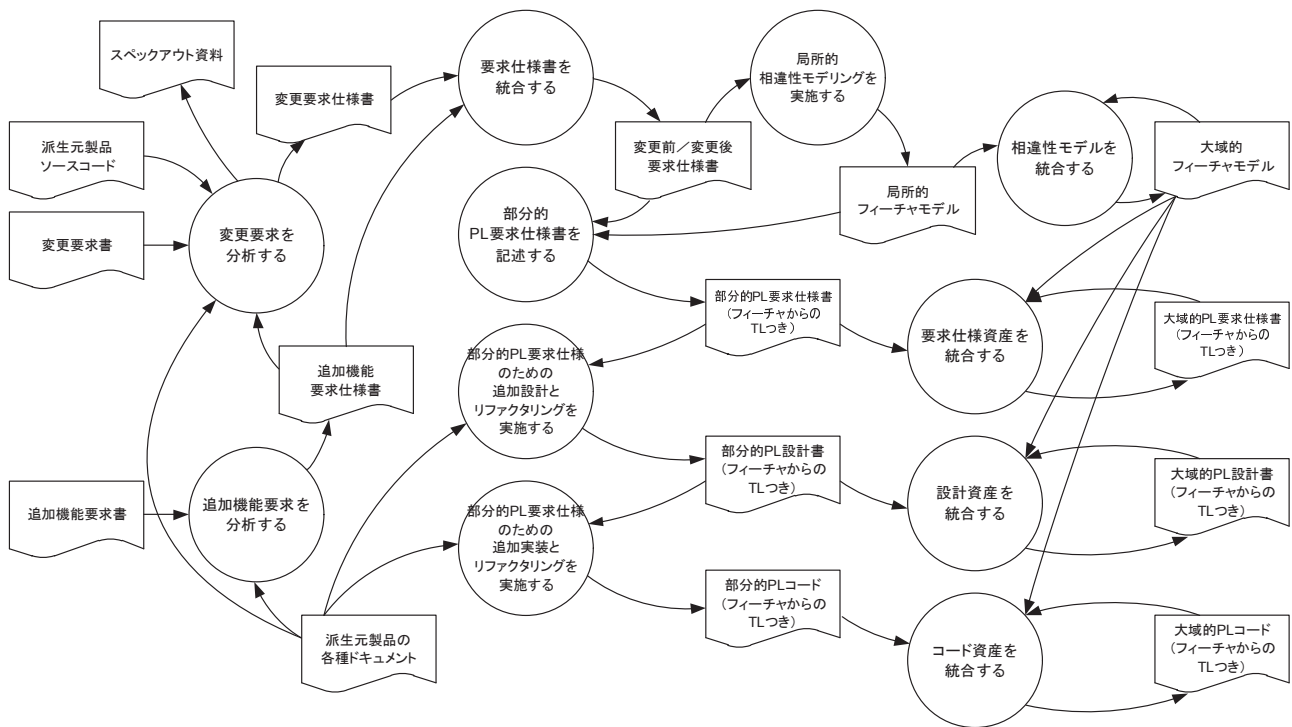 スペックアウト資料
変更要求仕様書
要求仕様書を
統合する
局所的
相違性モデリングを
実施する
派生元製品
ソースコード
変更前／変更後
要求仕様書
相違性モデルを
統合する
大域的
フィーチャモデル
局所的
フィーチャモデル
変更要求書
変更要求を
分析する
部分的
PL要求仕様書を
記述する
部分的PL要求仕様書
(フィーチャからの
TLつき)
要求仕様資産を
統合する
大域的PL要求仕様書
(フィーチャからの
TLつき)
追加機能
要求仕様書
部分的PL要求仕様
のための
追加設計と
リファクタリングを
実施する
部分的PL設計書
(フィーチャからの
TLつき)
設計資産を
統合する
大域的PL設計書
(フィーチャからの
TLつき)
追加機能要求書
追加機能要求を
分析する
部分的PL要求仕様
のための
追加実装と
リファクタリングを
実施する
部分的PLコード
(フィーチャからの
TLつき)
コード資産を
統合する
大域的PLコード
(フィーチャからの
TLつき)
派生元製品の
各種ドキュメント